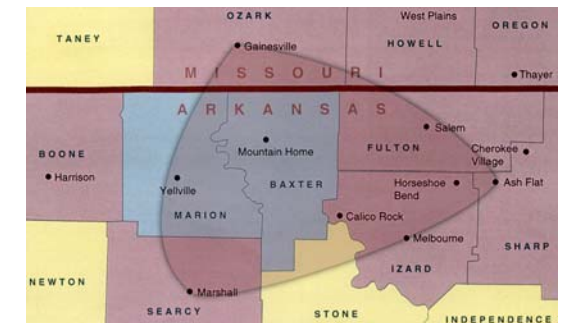 OZARK
West Plains
OREGON
TANEY
Gainesville
HOWELL
MISSOURI
Thayer
ARKANSAS
Salem
Mountain Home
FULTON
Cherokee
Village
BOONE
Harrison
Yellville
BAXTER
Horseshoe
Bend
Ash Flat
MARION
Calico Rock
Melbourne
SHARP
IZARD
NEWTON
Marshall
SEARCY
STONE
INDEPENDENCE